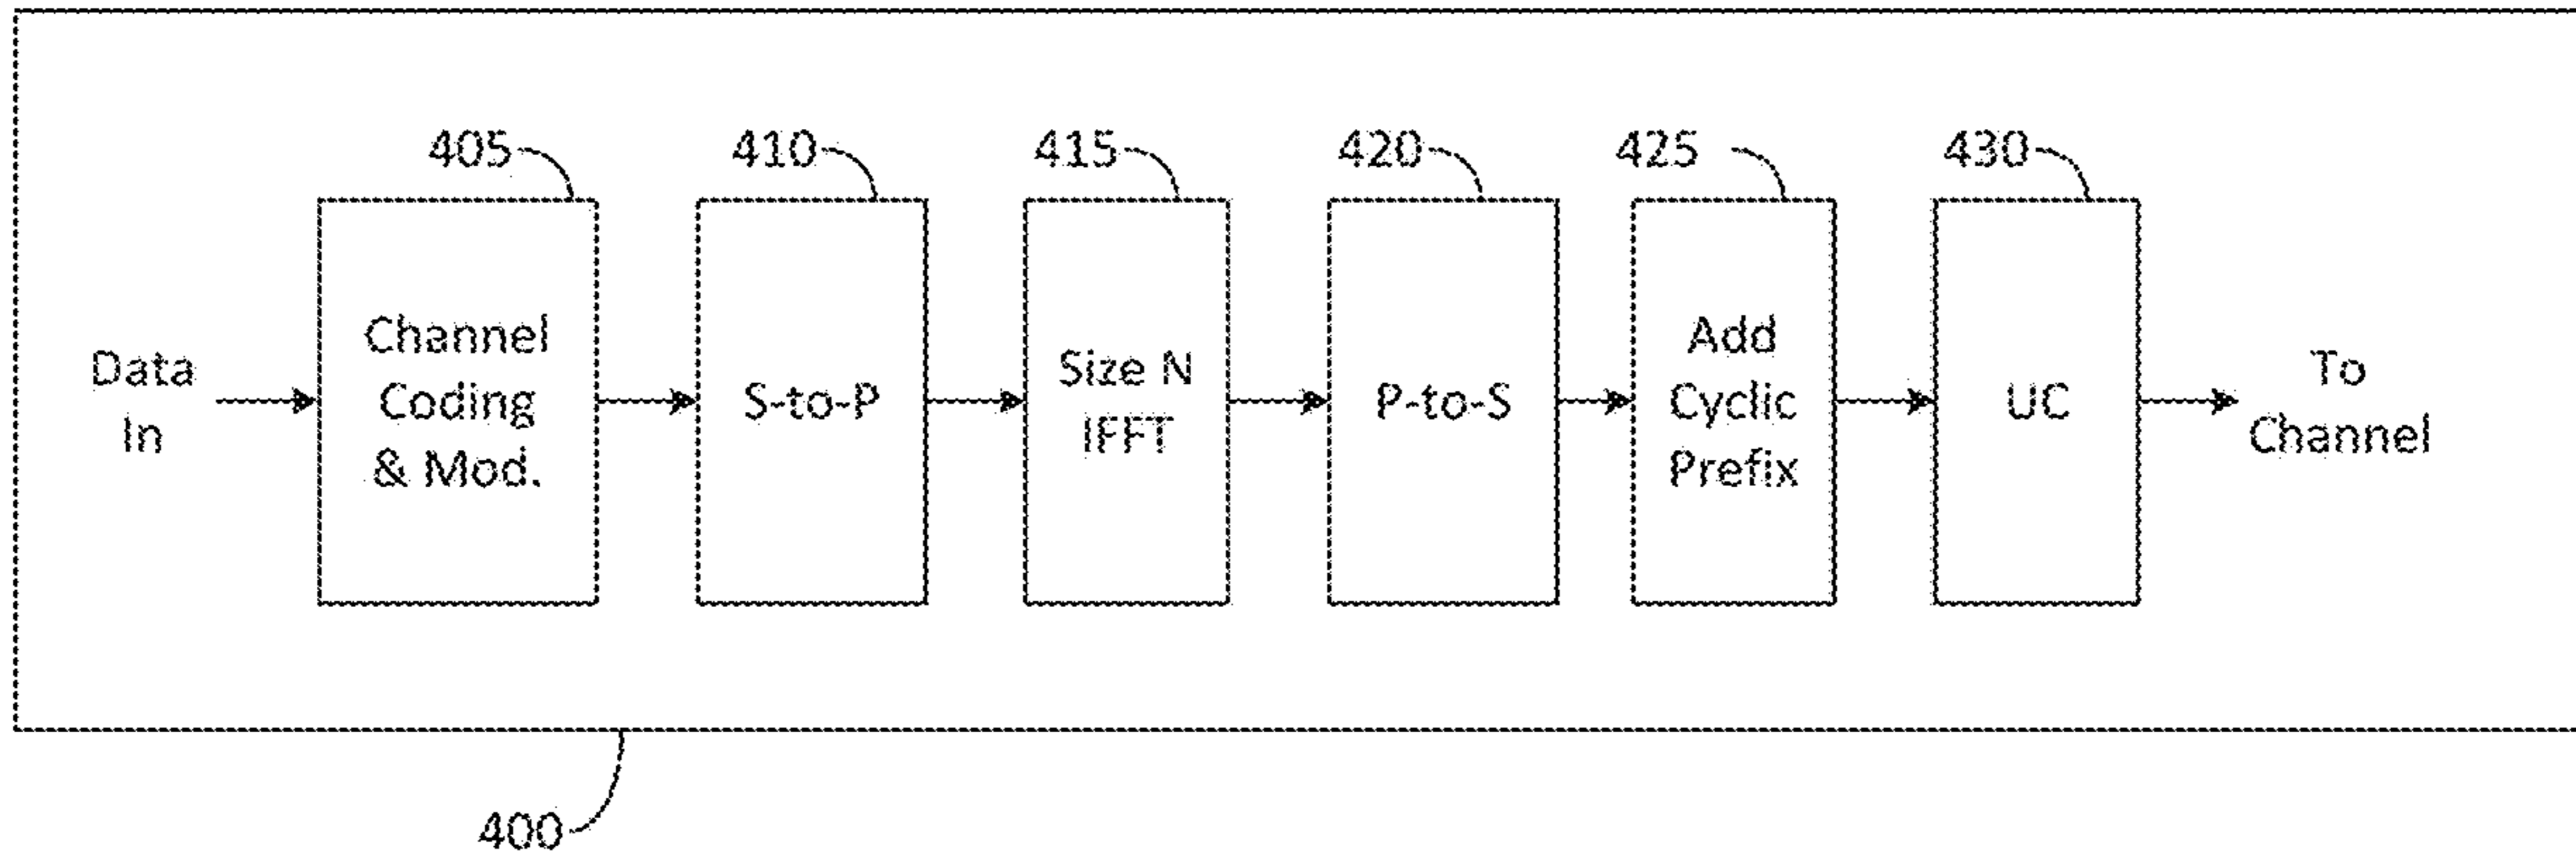 405
410
415
420
425
430
Data
In
Channel
Coding
& Mod.
S-to-P
Size N
IFFT
P-to-S
Add
Cyclic
Prefix
UC
To
Channel
400